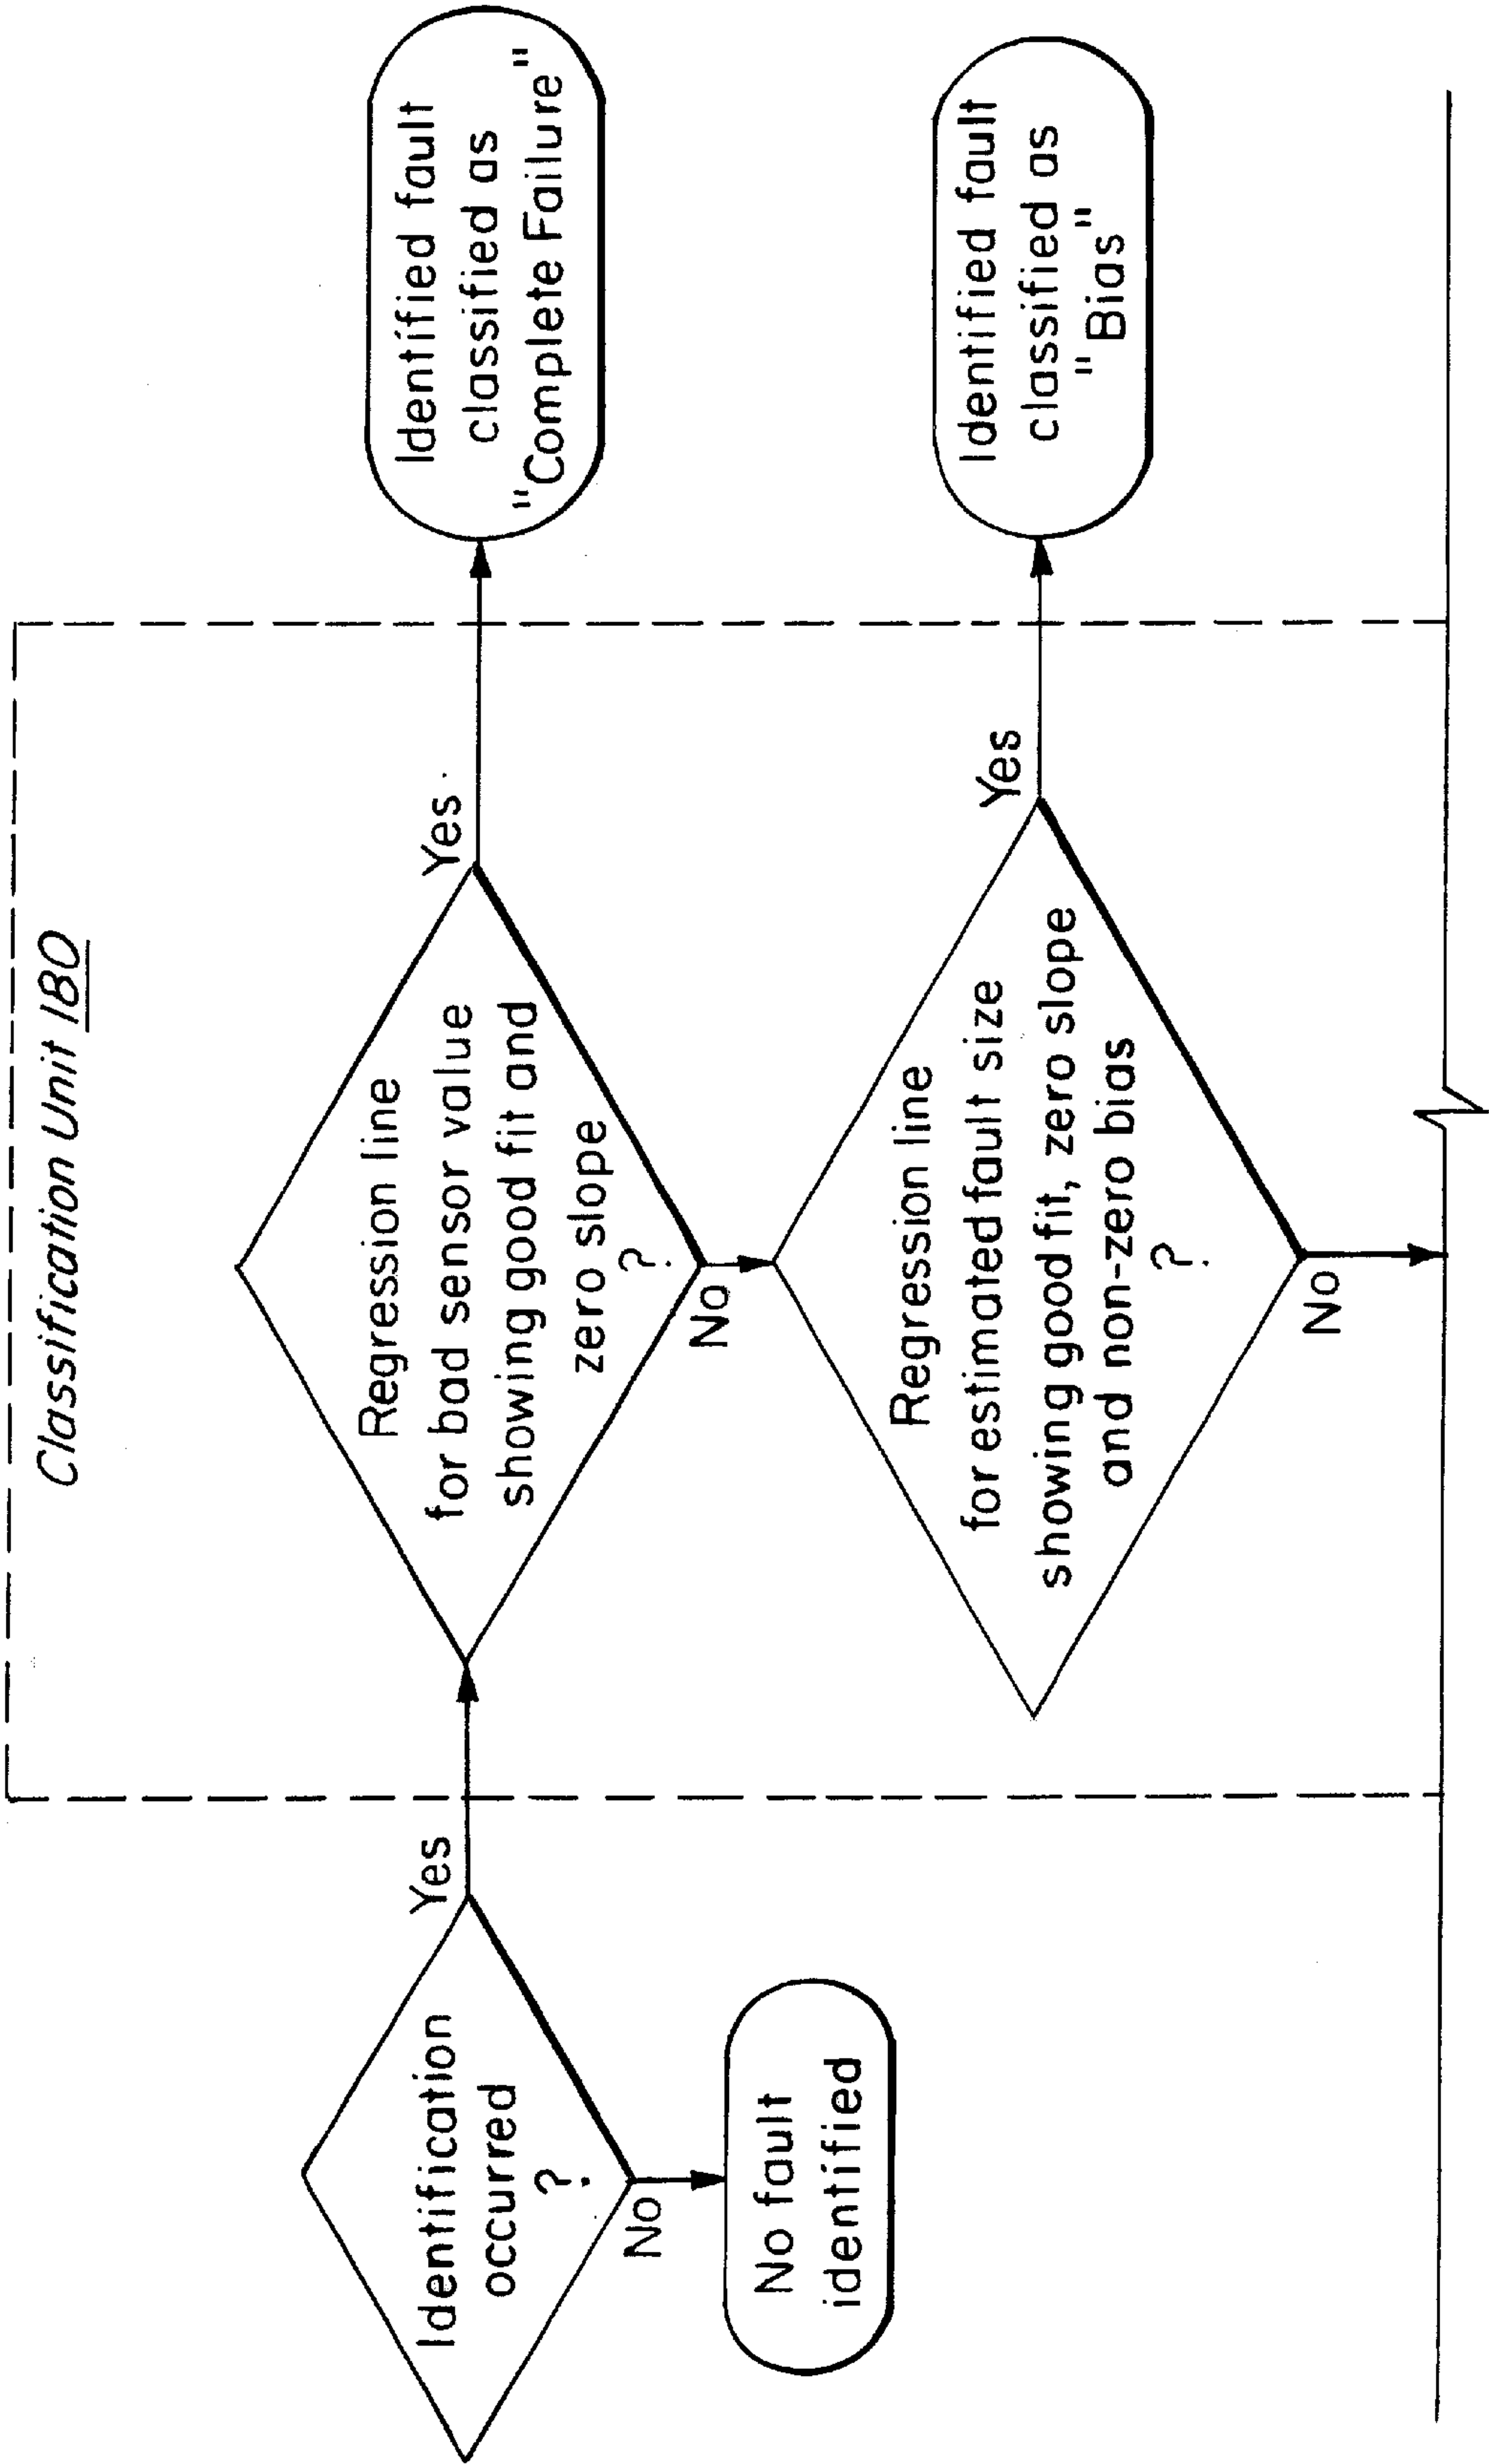 Classification Unit 180
Identification
occurred
?
Yes
No
No fault
identified
Regression line
for bad sensor value
showing good fit and
zero slope
?
Yes
No
Identified fault
classified as
"Complete Failure"
Regression line
for estimated fault size
showing good fit, zero slope
and non-zero bias
?
Yes
No
Identified fault
classified as
"Bias"